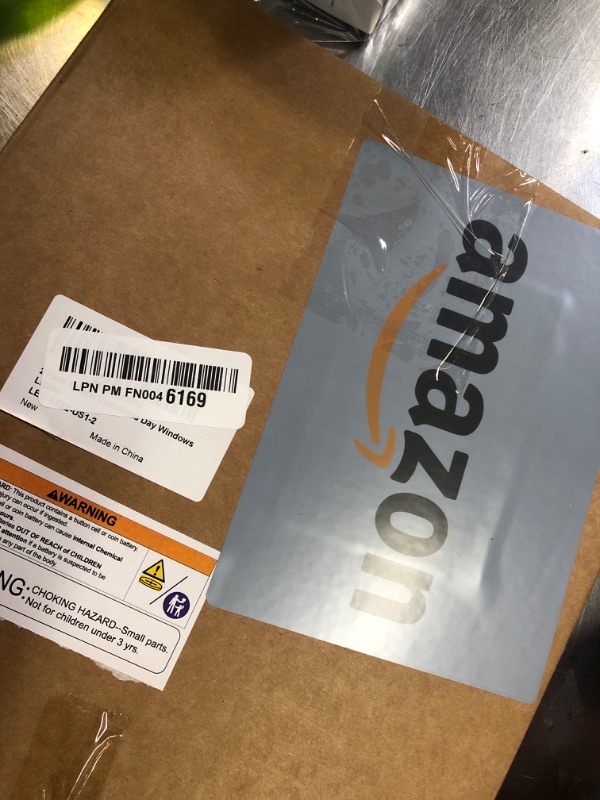 amazon
LPN PM FN004 6169
Day Windows
New
-DS1-2
Made in China
WARNING
This product contains a button cell or coin battery.
can occur if ingested.
or coin battery can cause Internal Chemical
OUT OF REACH of CHILDREN
attention if a battery is suspected to be
any part of the body.
CHOKING HAZARD--Small parts.
Not for children under 3 yrs.